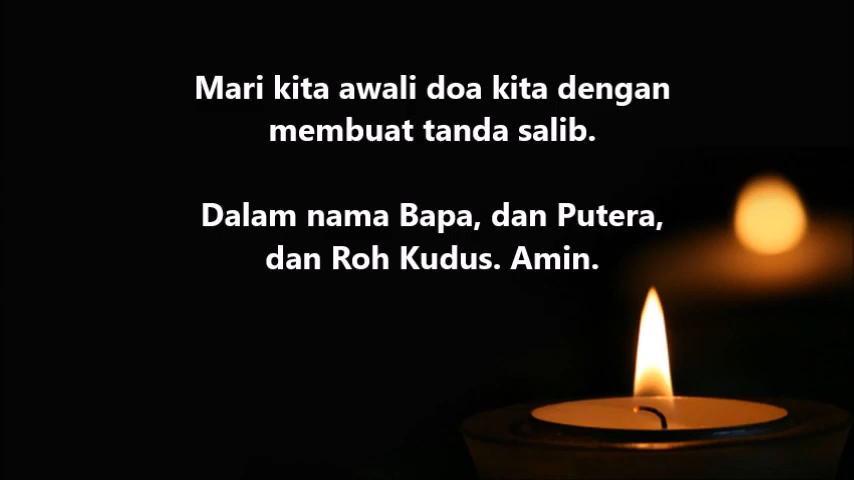 Mari kita awali doa kita dengan
membuat tanda salib.
Dalam nama Bapa, dan Putera,
dan Roh Kudus. Amin.